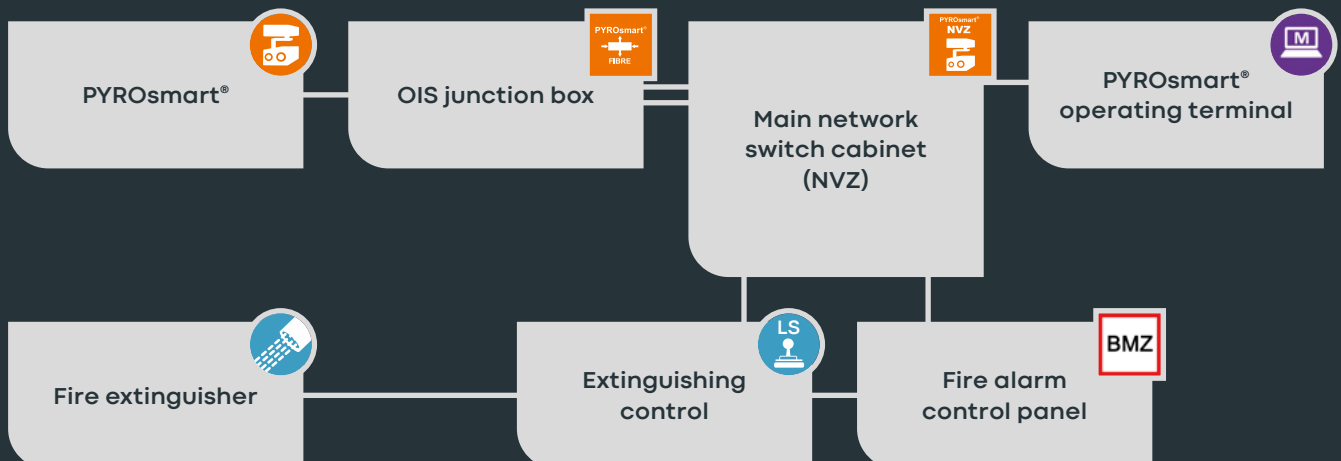 PYROsmart®
PYROsmart®
FIBRE
OIS junction box
PYROsmart®
NVZ
Main network
switch cabinet
(NVZ)
M
PYROsmart®
operating terminal
Fire extinguisher
LS
Extinguishing
control
BMZ
Fire alarm
control panel